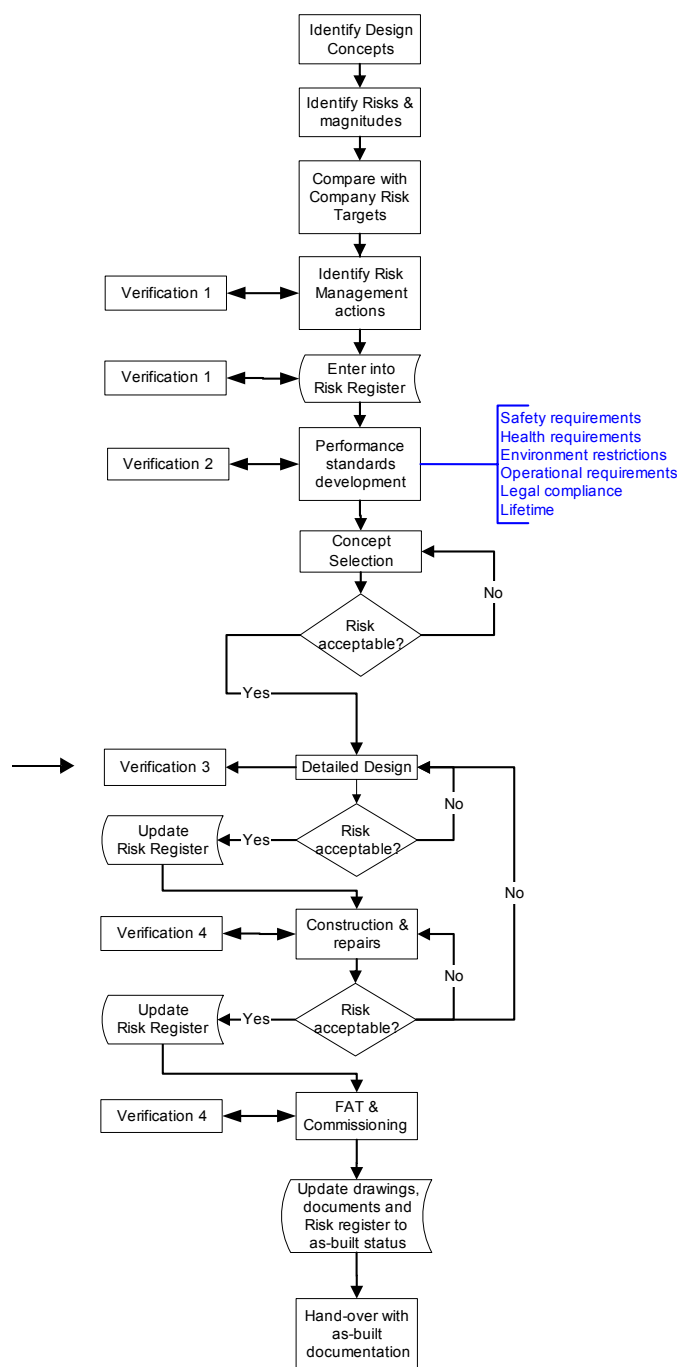 Identify Design
Concepts
Identify Risks &
magnitudes
Compare with
Company Risk
Targets
Verification 1
Identify Risk
Management
actions
Verification 1
Enter into
Risk Register
Verification 2
Performance
standards
development
Safety requirements
Health requirements
Environment restrictions
Operational requirements
Legal compliance
Lifetime
Concept
Selection
No
Risk
acceptable?
Yes
Verification 3
Detailed Design
No
Update
Risk Register
Yes
Risk
acceptable?
No
Verification 4
Construction &
repairs
No
Update
Risk Register
Yes
Risk
acceptable?
Verification 4
FAT &
Commissioning
Update drawings,
documents and
Risk register to
as-built status
Hand-over with
as-built
documentation